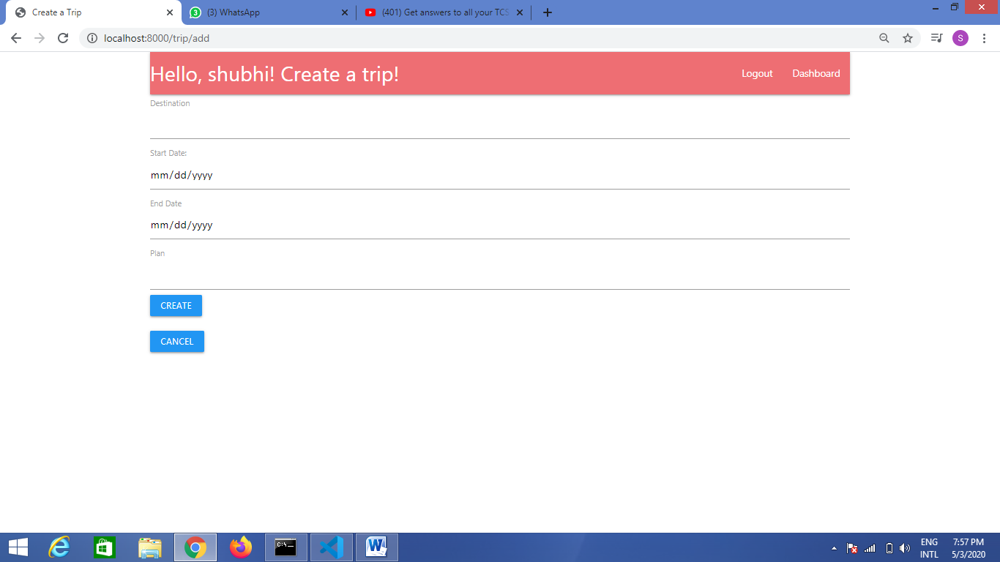 Create a Trip
(3) WhatsApp
(401) Get answers to all your TCS
localhost:8000/trip/add
S
Hello, shubhi! Create a trip!
Logout
Dashboard
Destination
Start Date:
mm/dd/yyyy
End Date
mm/dd/yyyy
Plan
CREATE
CANCEL
ENG
7:57 PM
INTL
5/3/2020